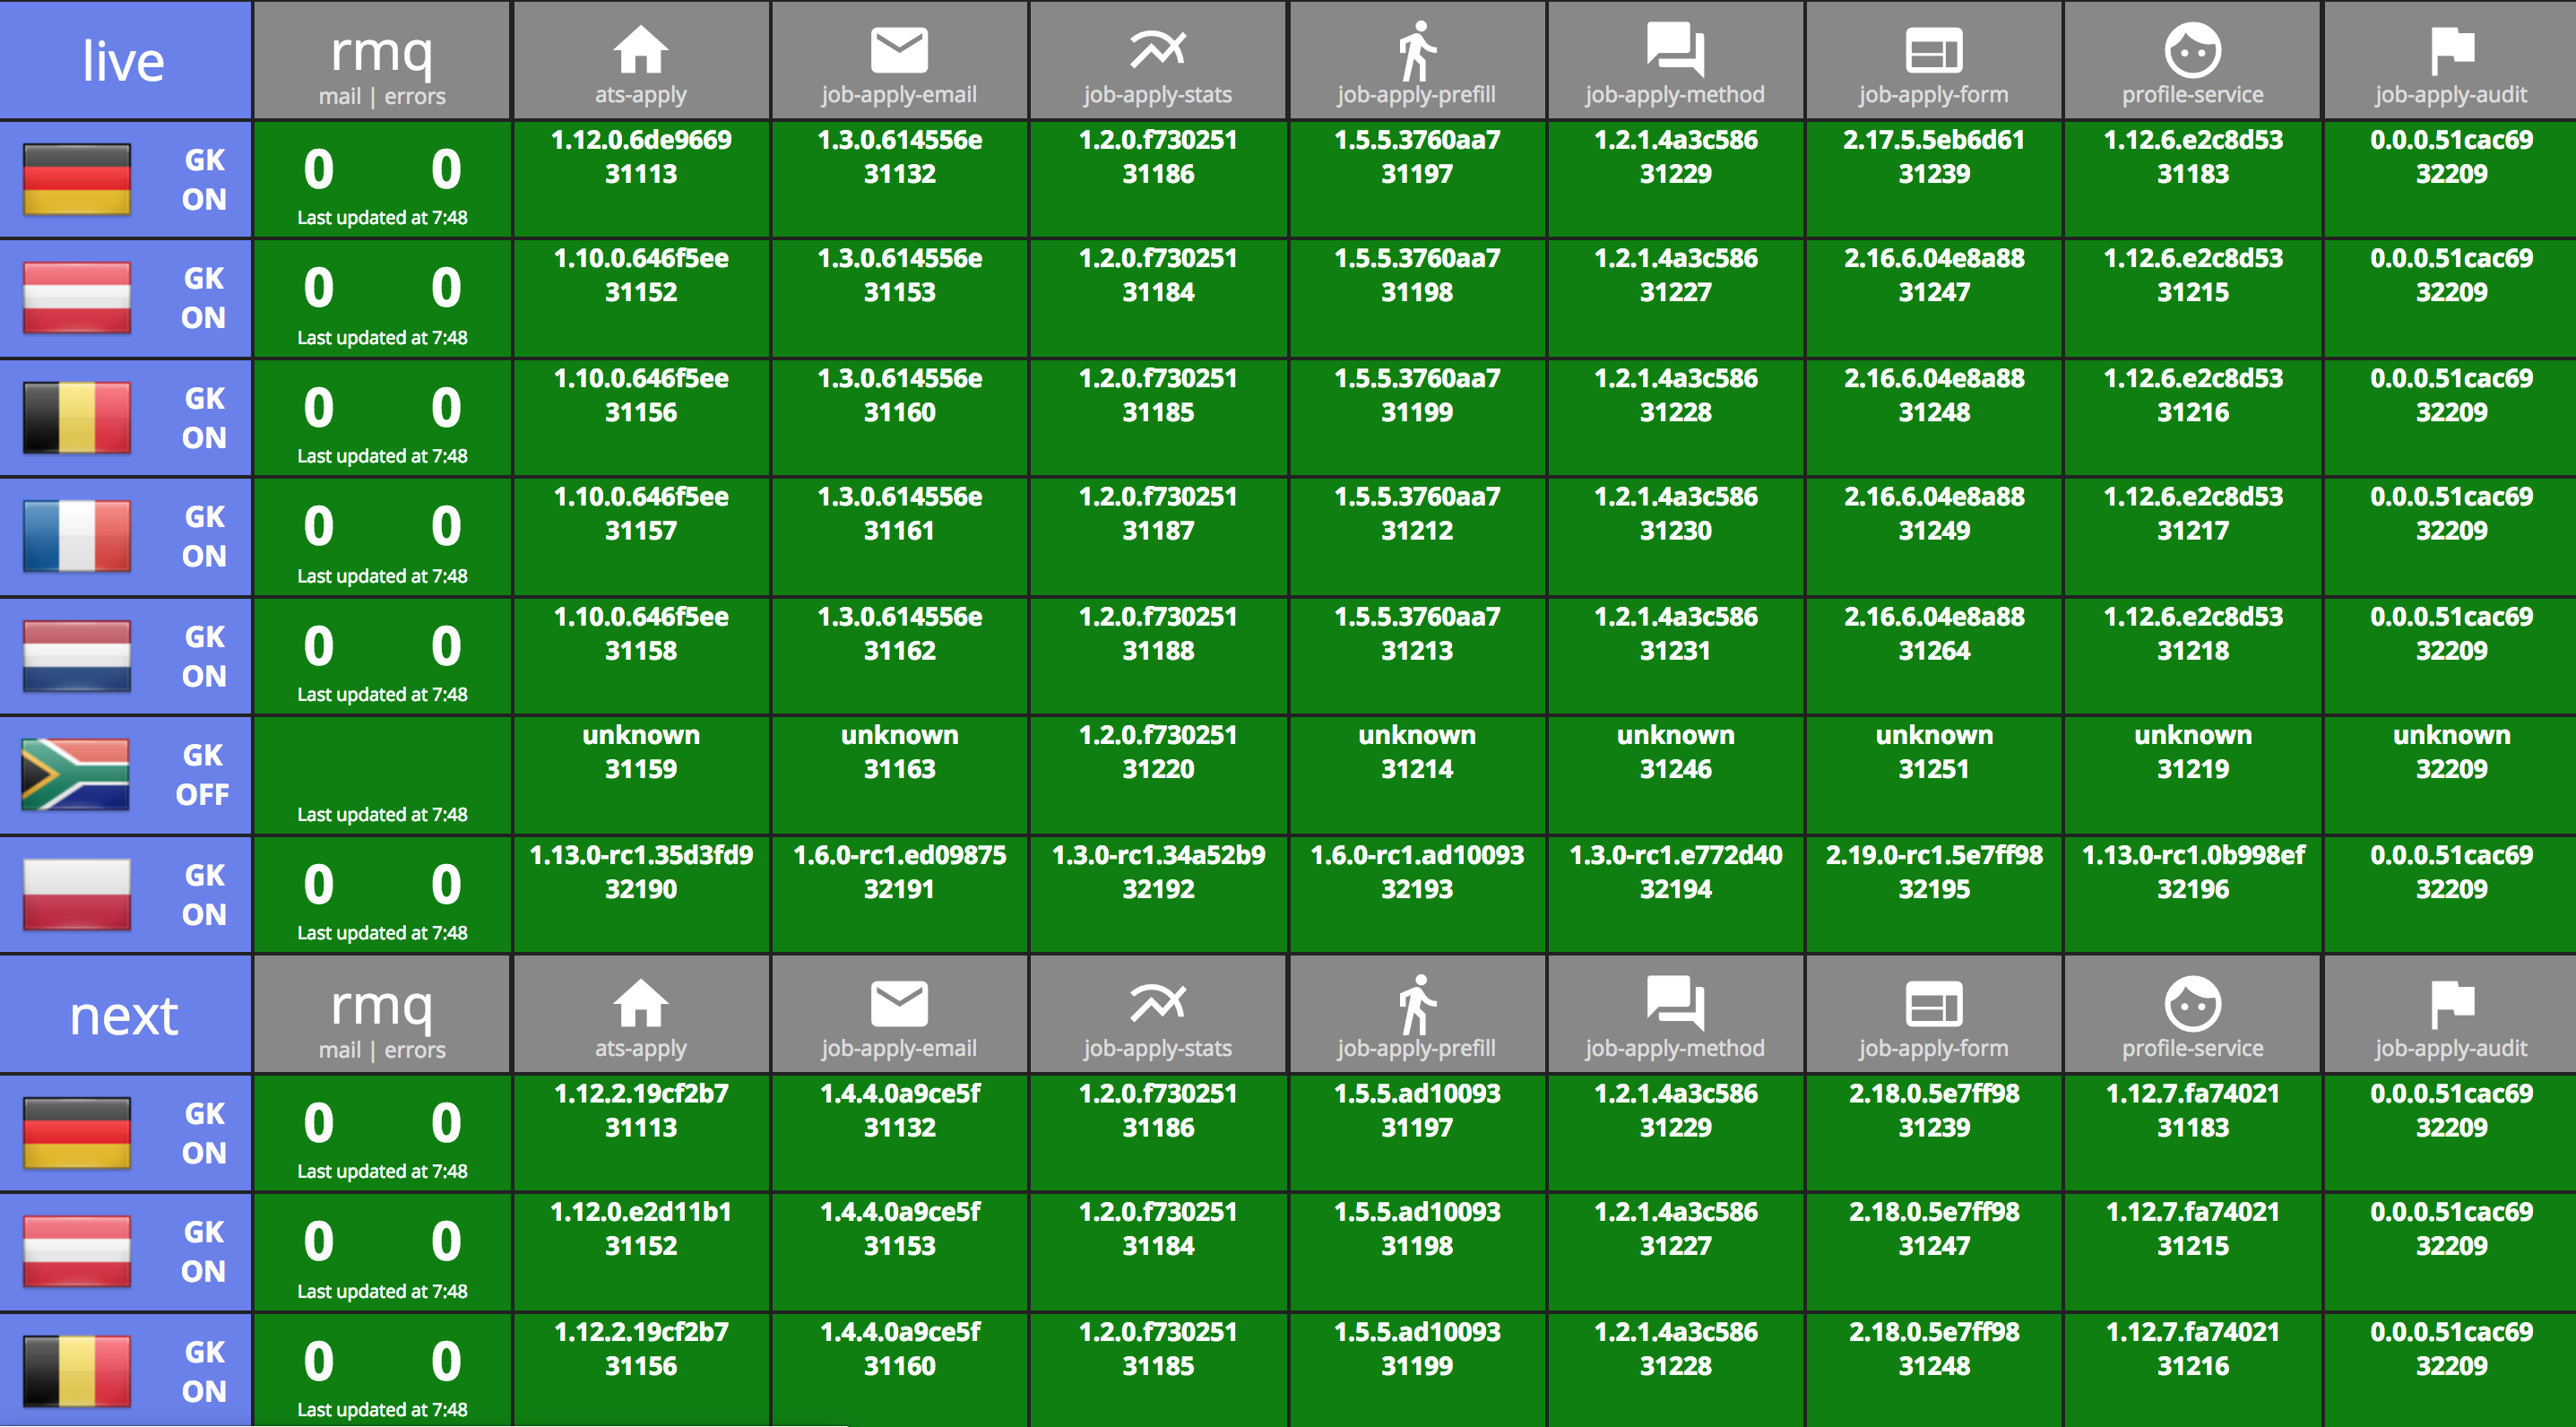 live rmq
mail | errors ats-apply job-apply-email job-apply-stats job-apply-prefill job-apply-method job-apply-form profile-service job-apply-audit
GK ON 0 0 Last updated at 7:48
1.12.0.6de9669 1.3.0.614556e 1.2.0.f730251 1.5.5.3760aa7 1.2.1.4a3c586 2.17.5.5eb6d61 1.12.6.e2c8d53 0.0.0.51cac69
31113 31132 31186 31197 31229 31239 31183 32209
GK ON 0 0 Last updated at 7:48
1.10.0.646f5ee 1.3.0.614556e 1.2.0.f730251 1.5.5.3760aa7 1.2.1.4a3c586 2.16.6.04e8a88 1.12.6.e2c8d53 0.0.0.51cac69
31152 31153 31184 31198 31227 31247 31215 32209
GK ON 0 0 Last updated at 7:48
1.10.0.646f5ee 1.3.0.614556e 1.2.0.f730251 1.5.5.3760aa7 1.2.1.4a3c586 2.16.6.04e8a88 1.12.6.e2c8d53 0.0.0.51cac69
31156 31160 31185 31199 31228 31248 31216 32209
GK ON 0 0 Last updated at 7:48
1.10.0.646f5ee 1.3.0.614556e 1.2.0.f730251 1.5.5.3760aa7 1.2.1.4a3c586 2.16.6.04e8a88 1.12.6.e2c8d53 0.0.0.51cac69
31157 31161 31187 31212 31230 31249 31217 32209
GK ON 0 0 Last updated at 7:48
1.10.0.646f5ee 1.3.0.614556e 1.2.0.f730251 1.5.5.3760aa7 1.2.1.4a3c586 2.16.6.04e8a88 1.12.6.e2c8d53 0.0.0.51cac69
31158 31162 31188 31213 31231 31264 31218 32209
GK OFF Last updated at 7:48
unknown unknown 1.2.0.f730251 unknown unknown unknown unknown unknown
31159 31163 31220 31214 31246 31251 31219 32209
GK ON 0 0 Last updated at 7:48
1.13.0-rc1.35d3fd9 1.6.0-rc1.ed09875 1.3.0-rc1.34a52b9 1.6.0-rc1.ad10093 1.3.0-rc1.e772d40 2.19.0-rc1.5e7ff98 1.13.0-rc1.0b998ef 0.0.0.51cac69
32190 32191 32192 32193 32194 32195 32196 32209
next rmq
mail | errors ats-apply job-apply-email job-apply-stats job-apply-prefill job-apply-method job-apply-form profile-service job-apply-audit
GK ON 0 0 Last updated at 7:48
1.12.2.19cf2b7 1.4.4.0a9ce5f 1.2.0.f730251 1.5.5.ad10093 1.2.1.4a3c586 2.18.0.5e7ff98 1.12.7.fa74021 0.0.0.51cac69
31113 31132 31186 31197 31229 31239 31183 32209
GK ON 0 0 Last updated at 7:48
1.12.0.e2d11b1 1.4.4.0a9ce5f 1.2.0.f730251 1.5.5.ad10093 1.2.1.4a3c586 2.18.0.5e7ff98 1.12.7.fa74021 0.0.0.51cac69
31152 31153 31184 31198 31227 31247 31215 32209
GK ON 0 0 Last updated at 7:48
1.12.2.19cf2b7 1.4.4.0a9ce5f 1.2.0.f730251 1.5.5.ad10093 1.2.1.4a3c586 2.18.0.5e7ff98 1.12.7.fa74021 0.0.0.51cac69
31156 31160 31185 31199 31228 31248 31216 32209